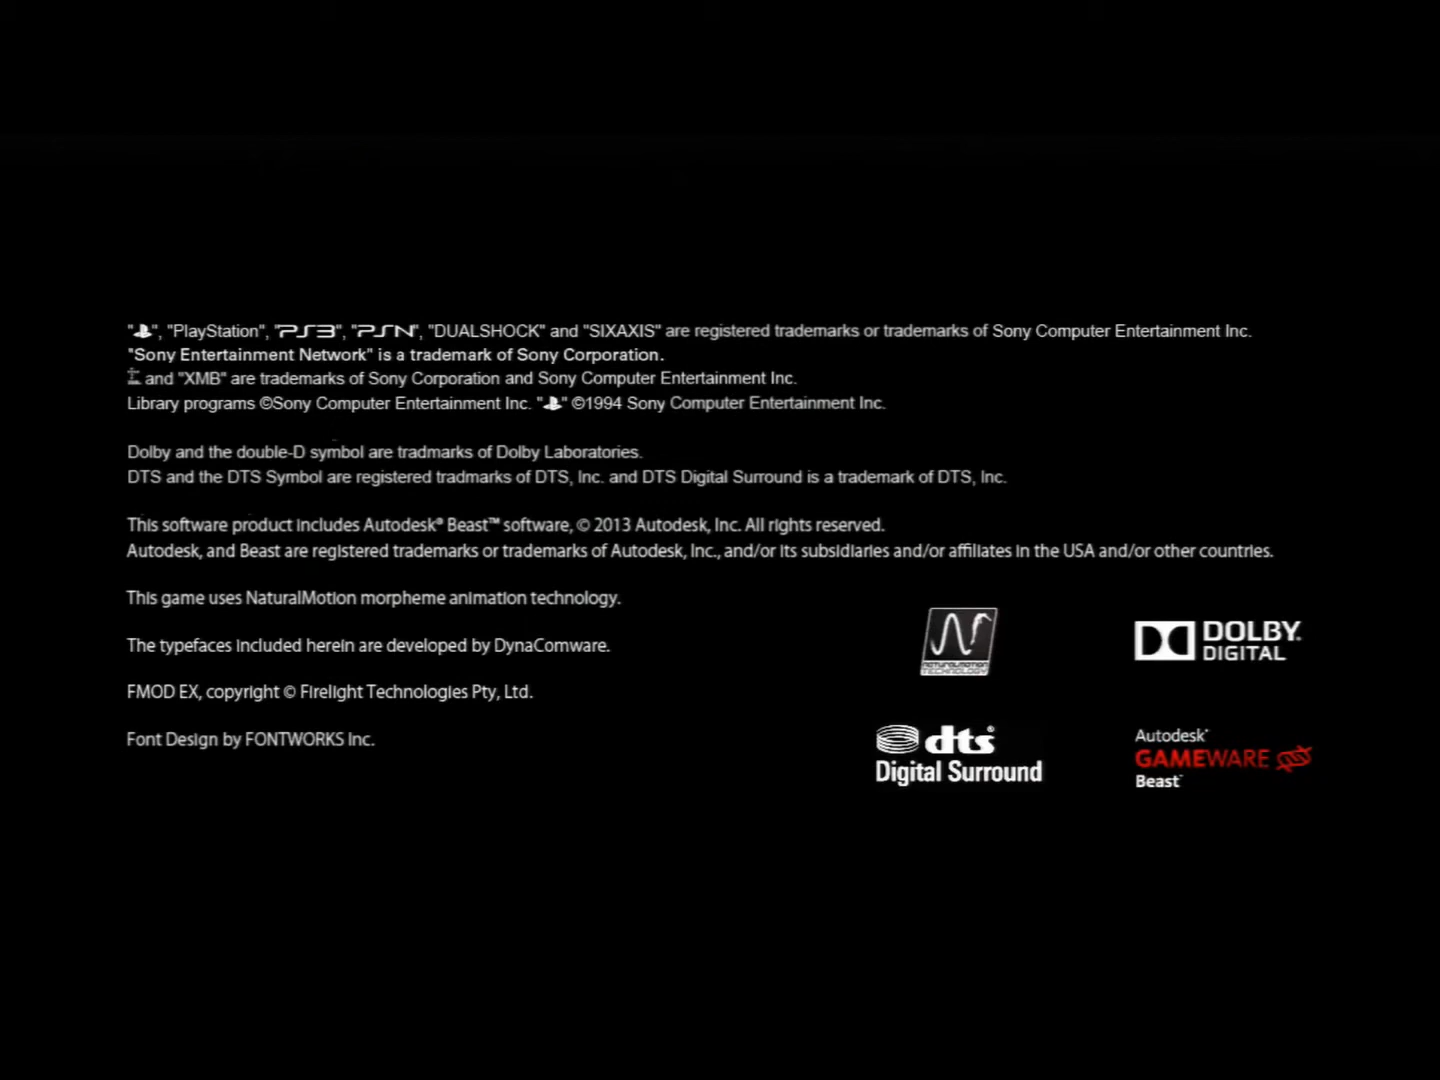 "", "PlayStation", "PS3", "PSN", "DUALSHOCK" and "SIXAXIS" are registered trademarks or trademarks of Sony Computer Entertainment Inc.
"Sony Entertainment Network" is a trademark of Sony Corporation.
and "XMB" are trademarks of Sony Corporation and Sony Computer Entertainment Inc.
Library programs ©Sony Computer Entertainment Inc. "" ©1994 Sony Computer Entertainment Inc.
Dolby and the double-D symbol are tradmarks of Dolby Laboratories.
DTS and the DTS Symbol are registered tradmarks of DTS, Inc. and DTS Digital Surround is a trademark of DTS, Inc.
This software product includes Autodesk® Beast™ software, © 2013 Autodesk, Inc. All rights reserved.
Autodesk, and Beast are registered trademarks or trademarks of Autodesk, Inc., and/or its subsidiaries and/or affiliates in the USA and/or other countries.
This game uses NaturalMotion morpheme animation technology.
The typefaces included herein are developed by DynaComware.
FMOD EX, copyright © Firelight Technologies Pty, Ltd.
Font Design by FONTWORKS Inc.
NATURALMOTION
TECHNOLOGY
DOLBY®
DIGITAL
dts®
Digital Surround
Autodesk®
GAMEWARE
Beast™